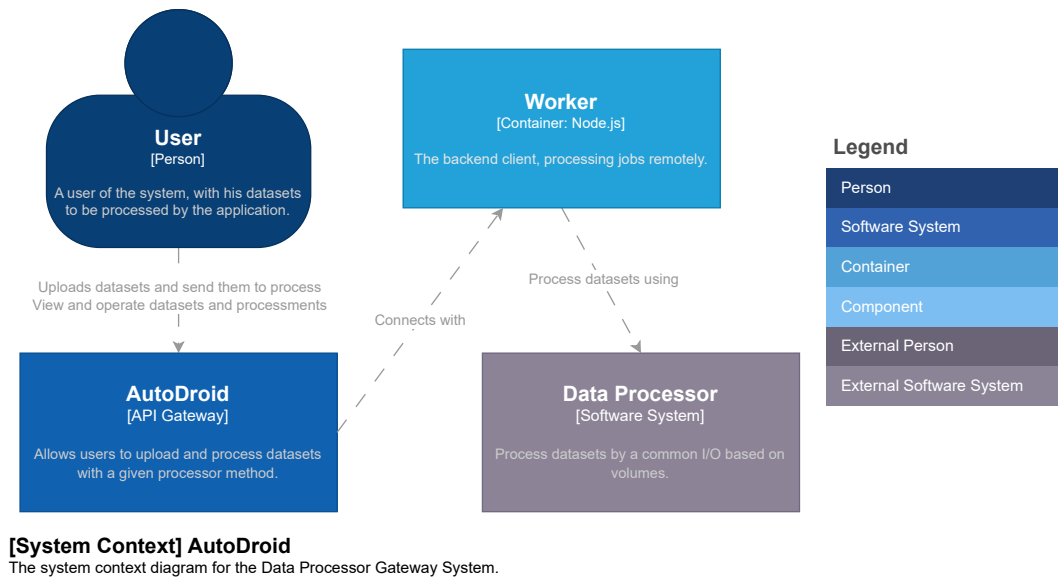 User
[Person]
A user of the system, with his datasets
to be processed by the application.
Worker
[Container: Node.js]
The backend client, processing jobs remotely.
Uploads datasets and send them to process
View and operate datasets and processments
Connects with
Process datasets using
AutoDroid
[API Gateway]
Allows users to upload and process datasets
with a given processor method.
Data Processor
[Software System]
Process datasets by a common I/O based on
volumes.
Legend
Person
Software System
Container
Component
External Person
External Software System
[System Context] AutoDroid
The system context diagram for the Data Processor Gateway System.